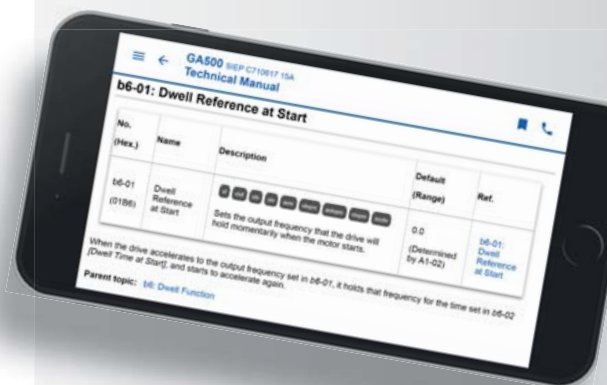 GA500 SIEP C710617 15A
Technical Manual
b6-01: Dwell Reference at Start
No.
(Hex.)
Name
Description
Default
(Range)
Ref.
b6-01
(01B6)
Dwell
Reference
at Start
Sets the output frequency that the drive will
hold momentarily when the motor starts.
0.0
(Determined
by A1-02)
b6-01:
Dwell
Reference
at Start
When the drive accelerates to the output frequency set in b6-01, it holds that frequency for the time set in b6-02
[Dwell Time at Start], and starts to accelerate again.
Parent topic: b6: Dwell Function